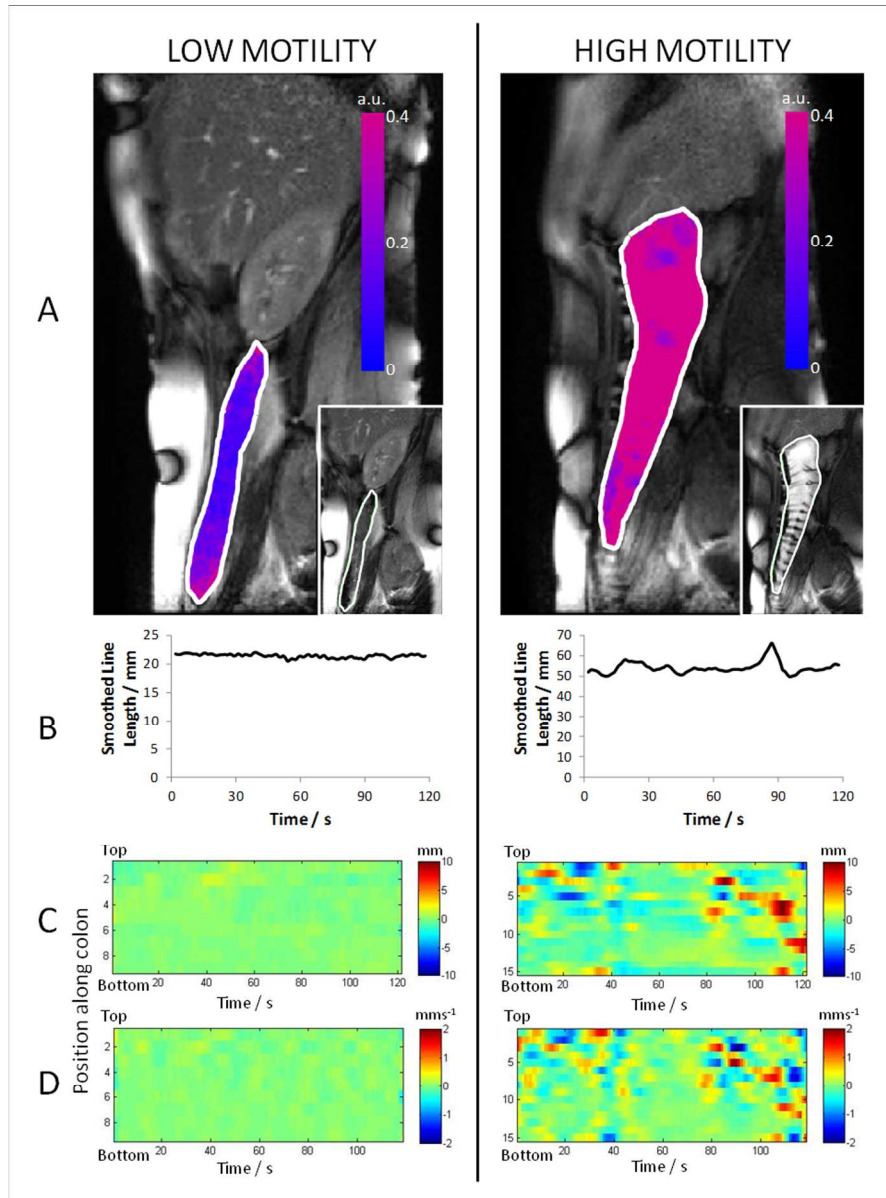 LOW MOTILITY
HIGH MOTILITY
A
a.u.
0.4
0.2
0
a.u.
0.4
0.2
0
B
Smoothed Line
Length / mm
25
20
15
10
5
0
0
30
60
90
120
Time / s
Smoothed Line
Length / mm
70
60
50
40
30
20
10
0
0
30
60
90
120
Time / s
Position along colon
C
Top
2
4
6
8
Bottom
20
40
60
80
100
120
Time / s
mm
10
5
0
-5
-10
Top
5
10
15
Bottom
20
40
60
80
100
120
Time / s
mm
10
5
0
-5
-10
D
Top
2
4
6
8
Bottom
20
40
60
80
100
Time / s
mms-1
2
1
0
-1
-2
Top
5
10
15
Bottom
20
40
60
80
100
Time / s
mms-1
2
1
0
-1
-2